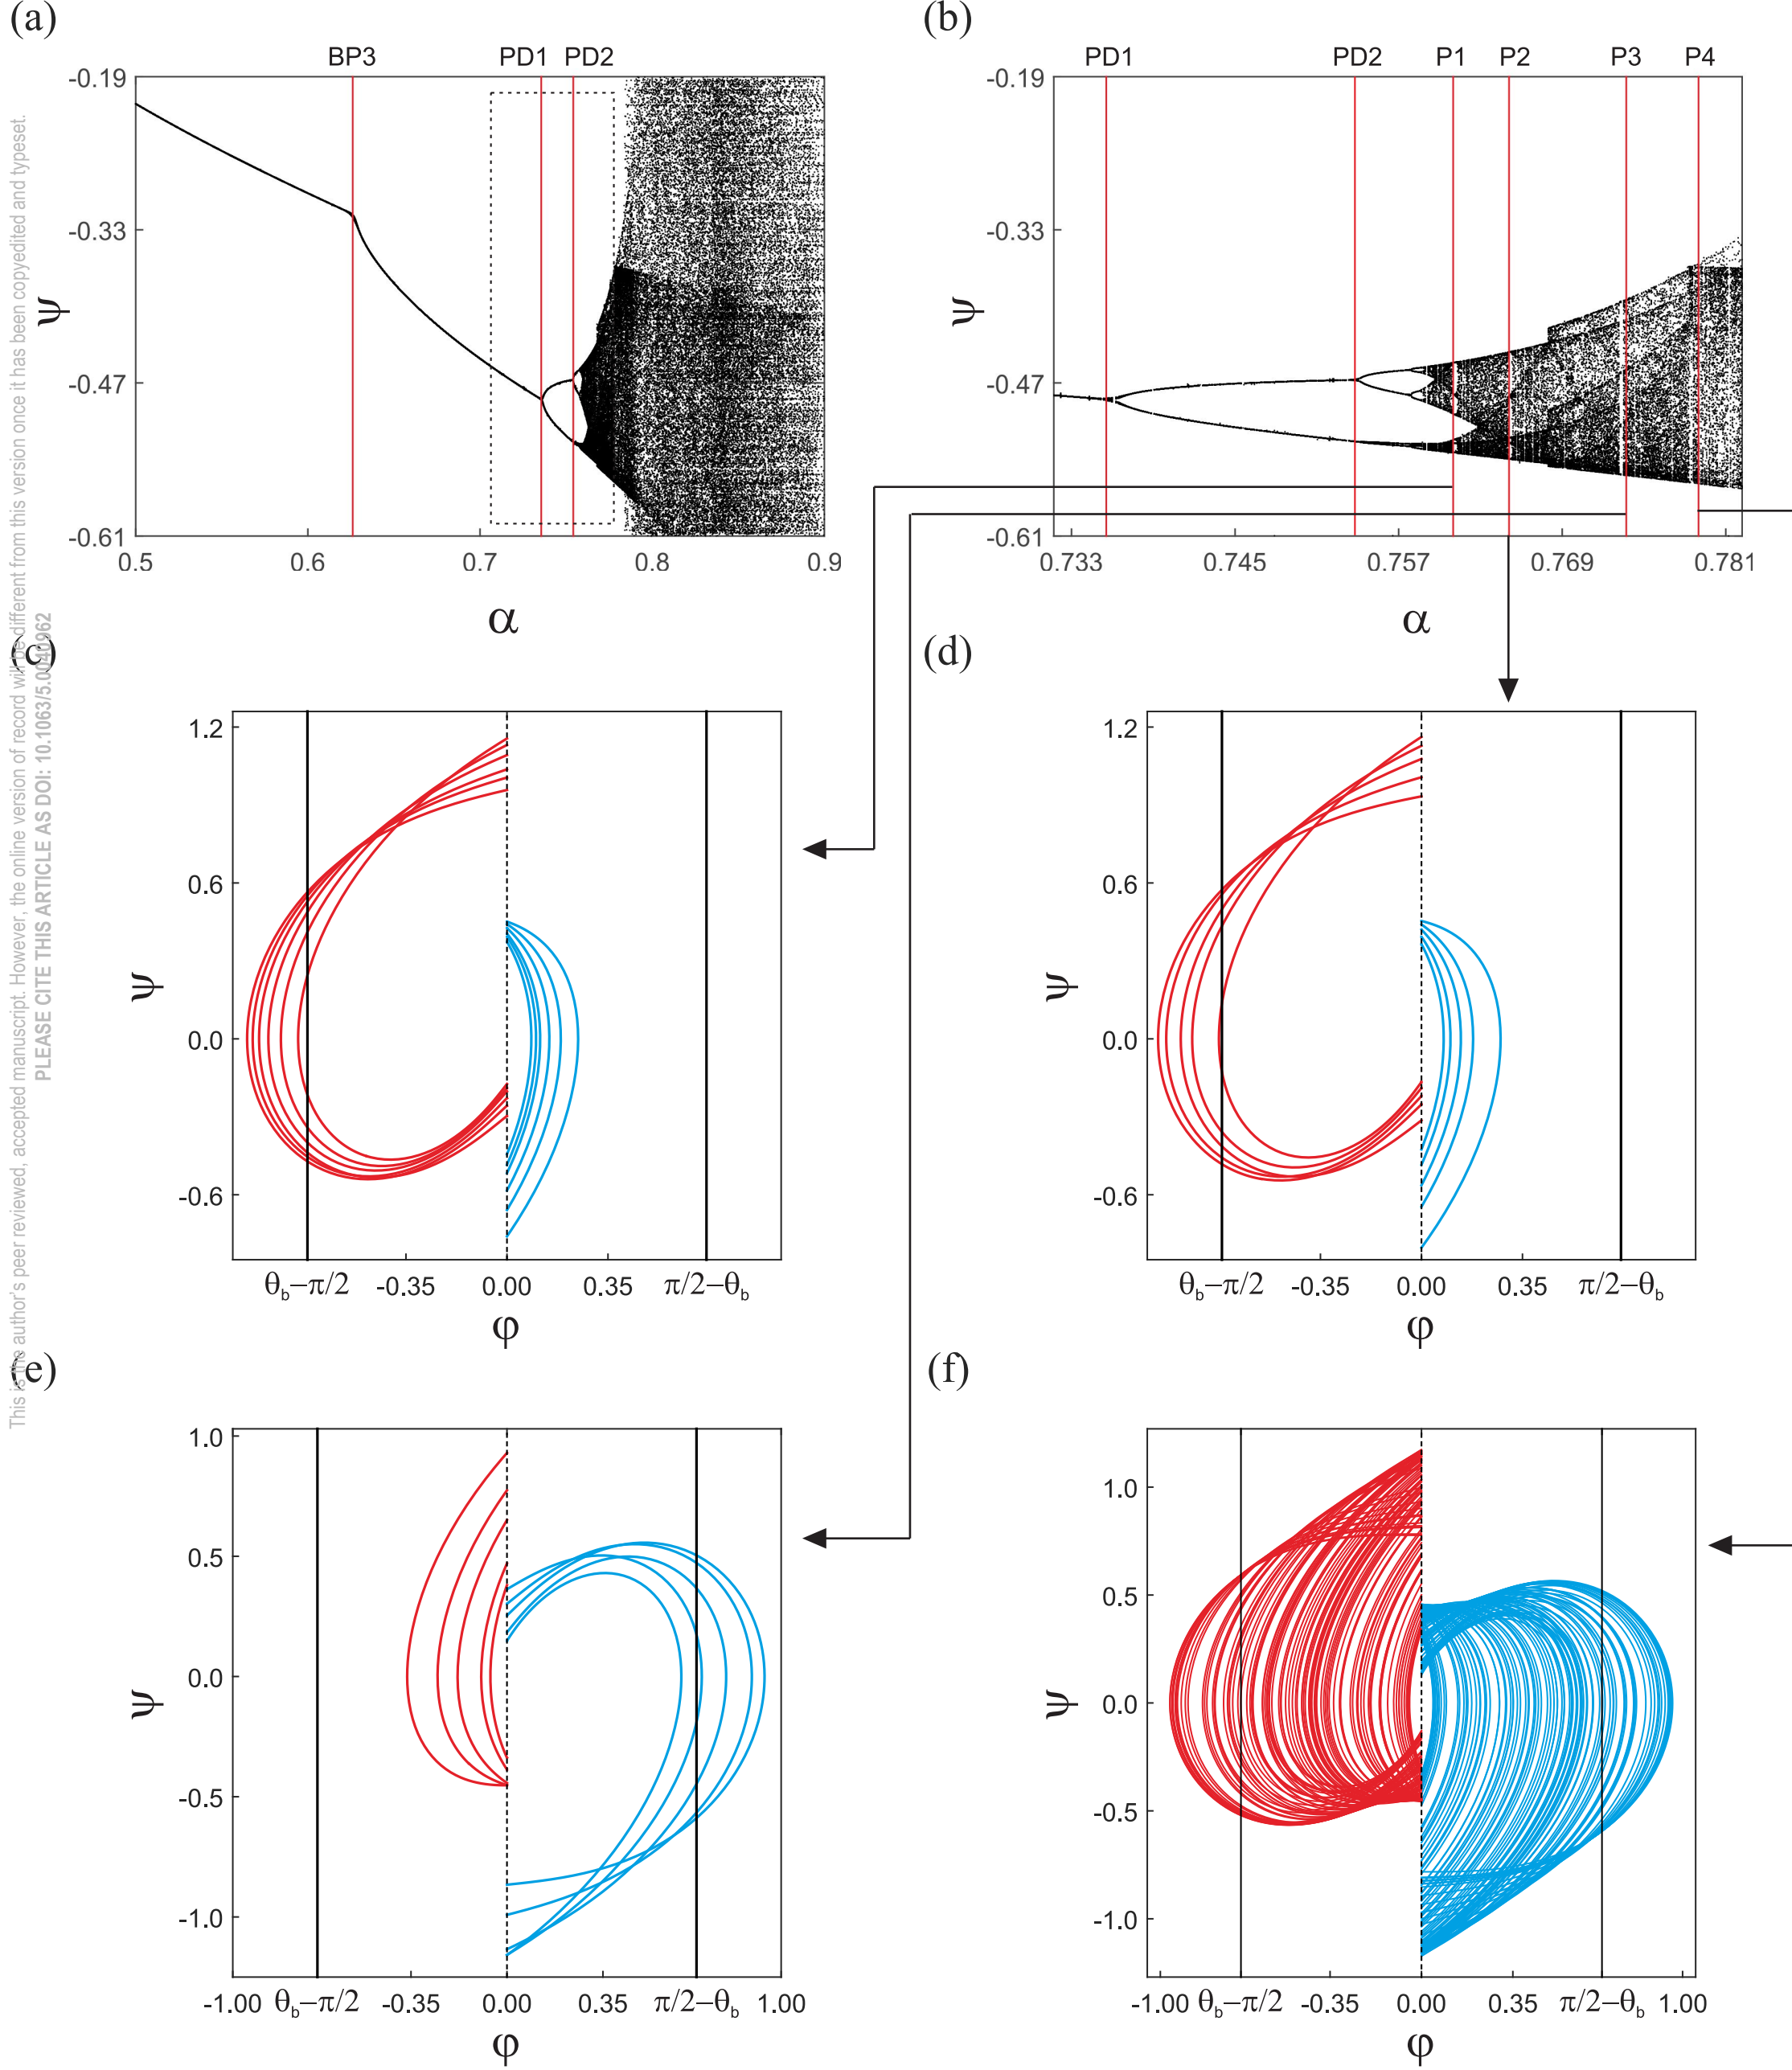 (a)
BP3 PD1 PD2
-0.19
-0.33
-0.47
-0.61
ψ
0.5 0.6 0.7 0.8 0.9
α
(b)
PD1 PD2 P1 P2 P3 P4
-0.19
-0.33
-0.47
-0.61
ψ
0.733 0.745 0.757 0.769 0.781
α
This is the author's peer reviewed, accepted manuscript. However, the online version of record will be different from this version once it has been copyedited and typeset.
PLEASE CITE THIS ARTICLE AS DOI: 10.1063/5.0040962
(c)
1.2
0.6
0.0
-0.6
ψ
θb−π/2 -0.35 0.00 0.35 π/2−θb
φ
(d)
1.2
0.6
0.0
-0.6
ψ
θb−π/2 -0.35 0.00 0.35 π/2−θb
φ
(e)
1.0
0.5
0.0
-0.5
-1.0
ψ
-1.00 θb−π/2 -0.35 0.00 0.35 π/2−θb 1.00
φ
(f)
1.0
0.5
0.0
-0.5
-1.0
ψ
-1.00 θb−π/2 -0.35 0.00 0.35 π/2−θb 1.00
φ